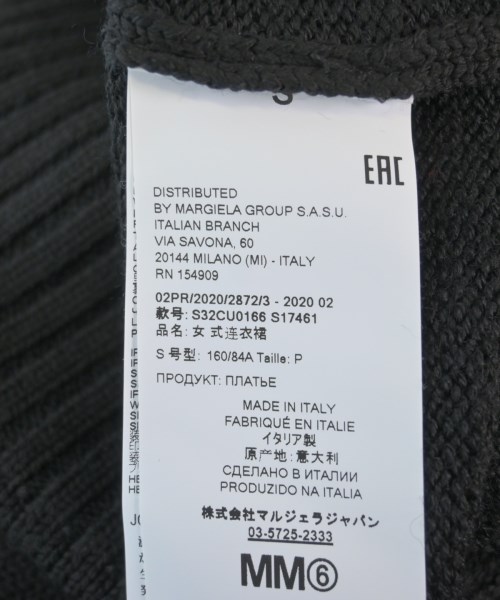 S
EAC
DISTRIBUTED
BY MARGIELA GROUP S.A.S.U.
ITALIAN BRANCH
VIA SAVONA, 60
20144 MILANO (MI) - ITALY
RN 154909
02PR/2020/2872/3 - 2020 02
款号: S32CU0166 S17461
品名: 女 式连衣裙
S 号型: 160/84A Taille: P
ПРОДУКТ: ПЛАТЬЕ
MADE IN ITALY
FABRIQUÉ EN ITALIE
イタリア製
原产地: 意大利
СДЕЛАНО В ИТАЛИИ
PRODUZIDO NA ITALIA
株式会社マルジェラジャパン
03-5725-2333
MM⑥